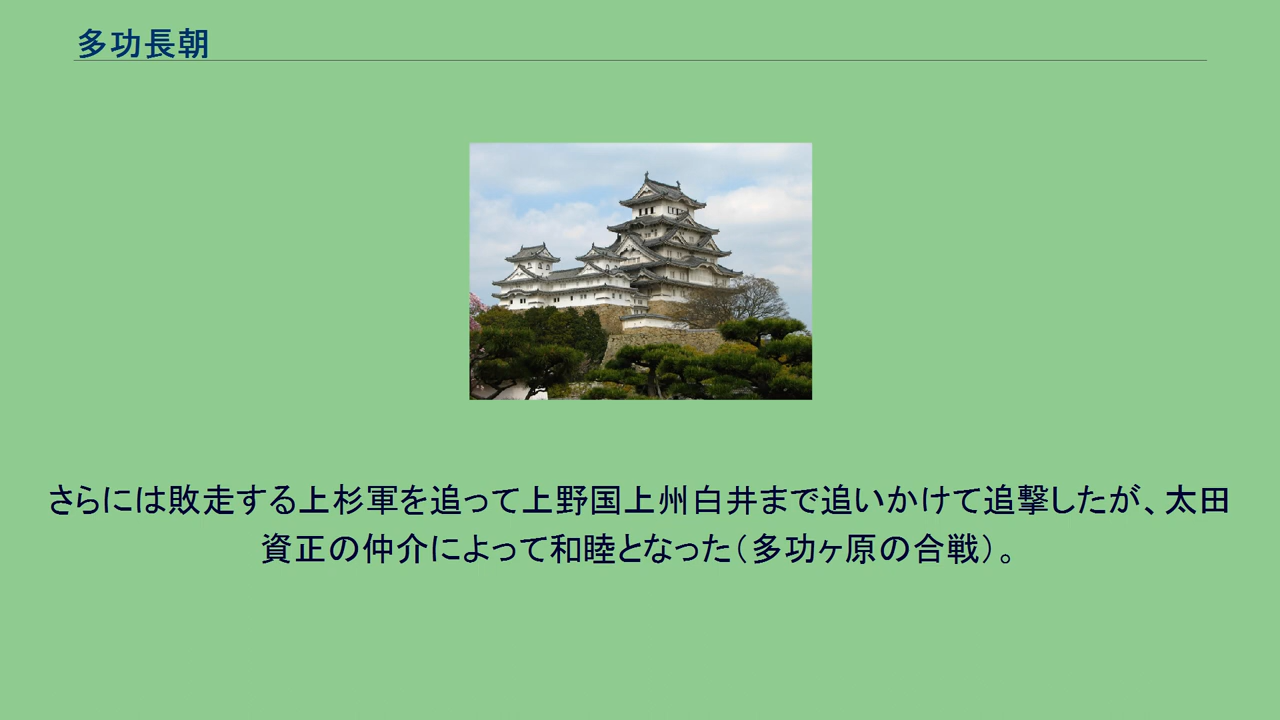 多功長朝
さらには敗走する上杉軍を追って上野国上州白井まで追いかけて追撃したが、太田
資正の仲介によって和睦となった（多功ヶ原の合戦）。